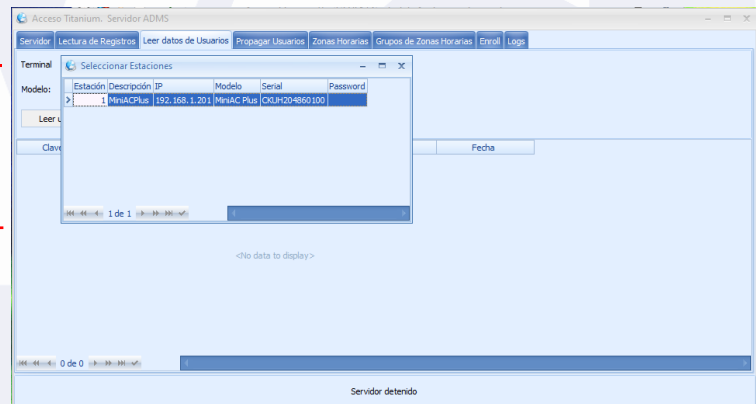 Acceso Titanium. Servidor ADMS
Servidor Lectura de Registros Leer datos de Usuarios Propagar Usuarios Zonas Horarias Grupos de Zonas Horarias Enroll Logs
Terminal
Seleccionar Estaciones
Modelo:
Estación Descripción IP Modelo Serial Password
1 MiniACPlus 192.168.1.201 MiniAC Plus CKUH204860100
Leer
Fecha
1 de 1
<No data to display>
0 de 0
Servidor detenido